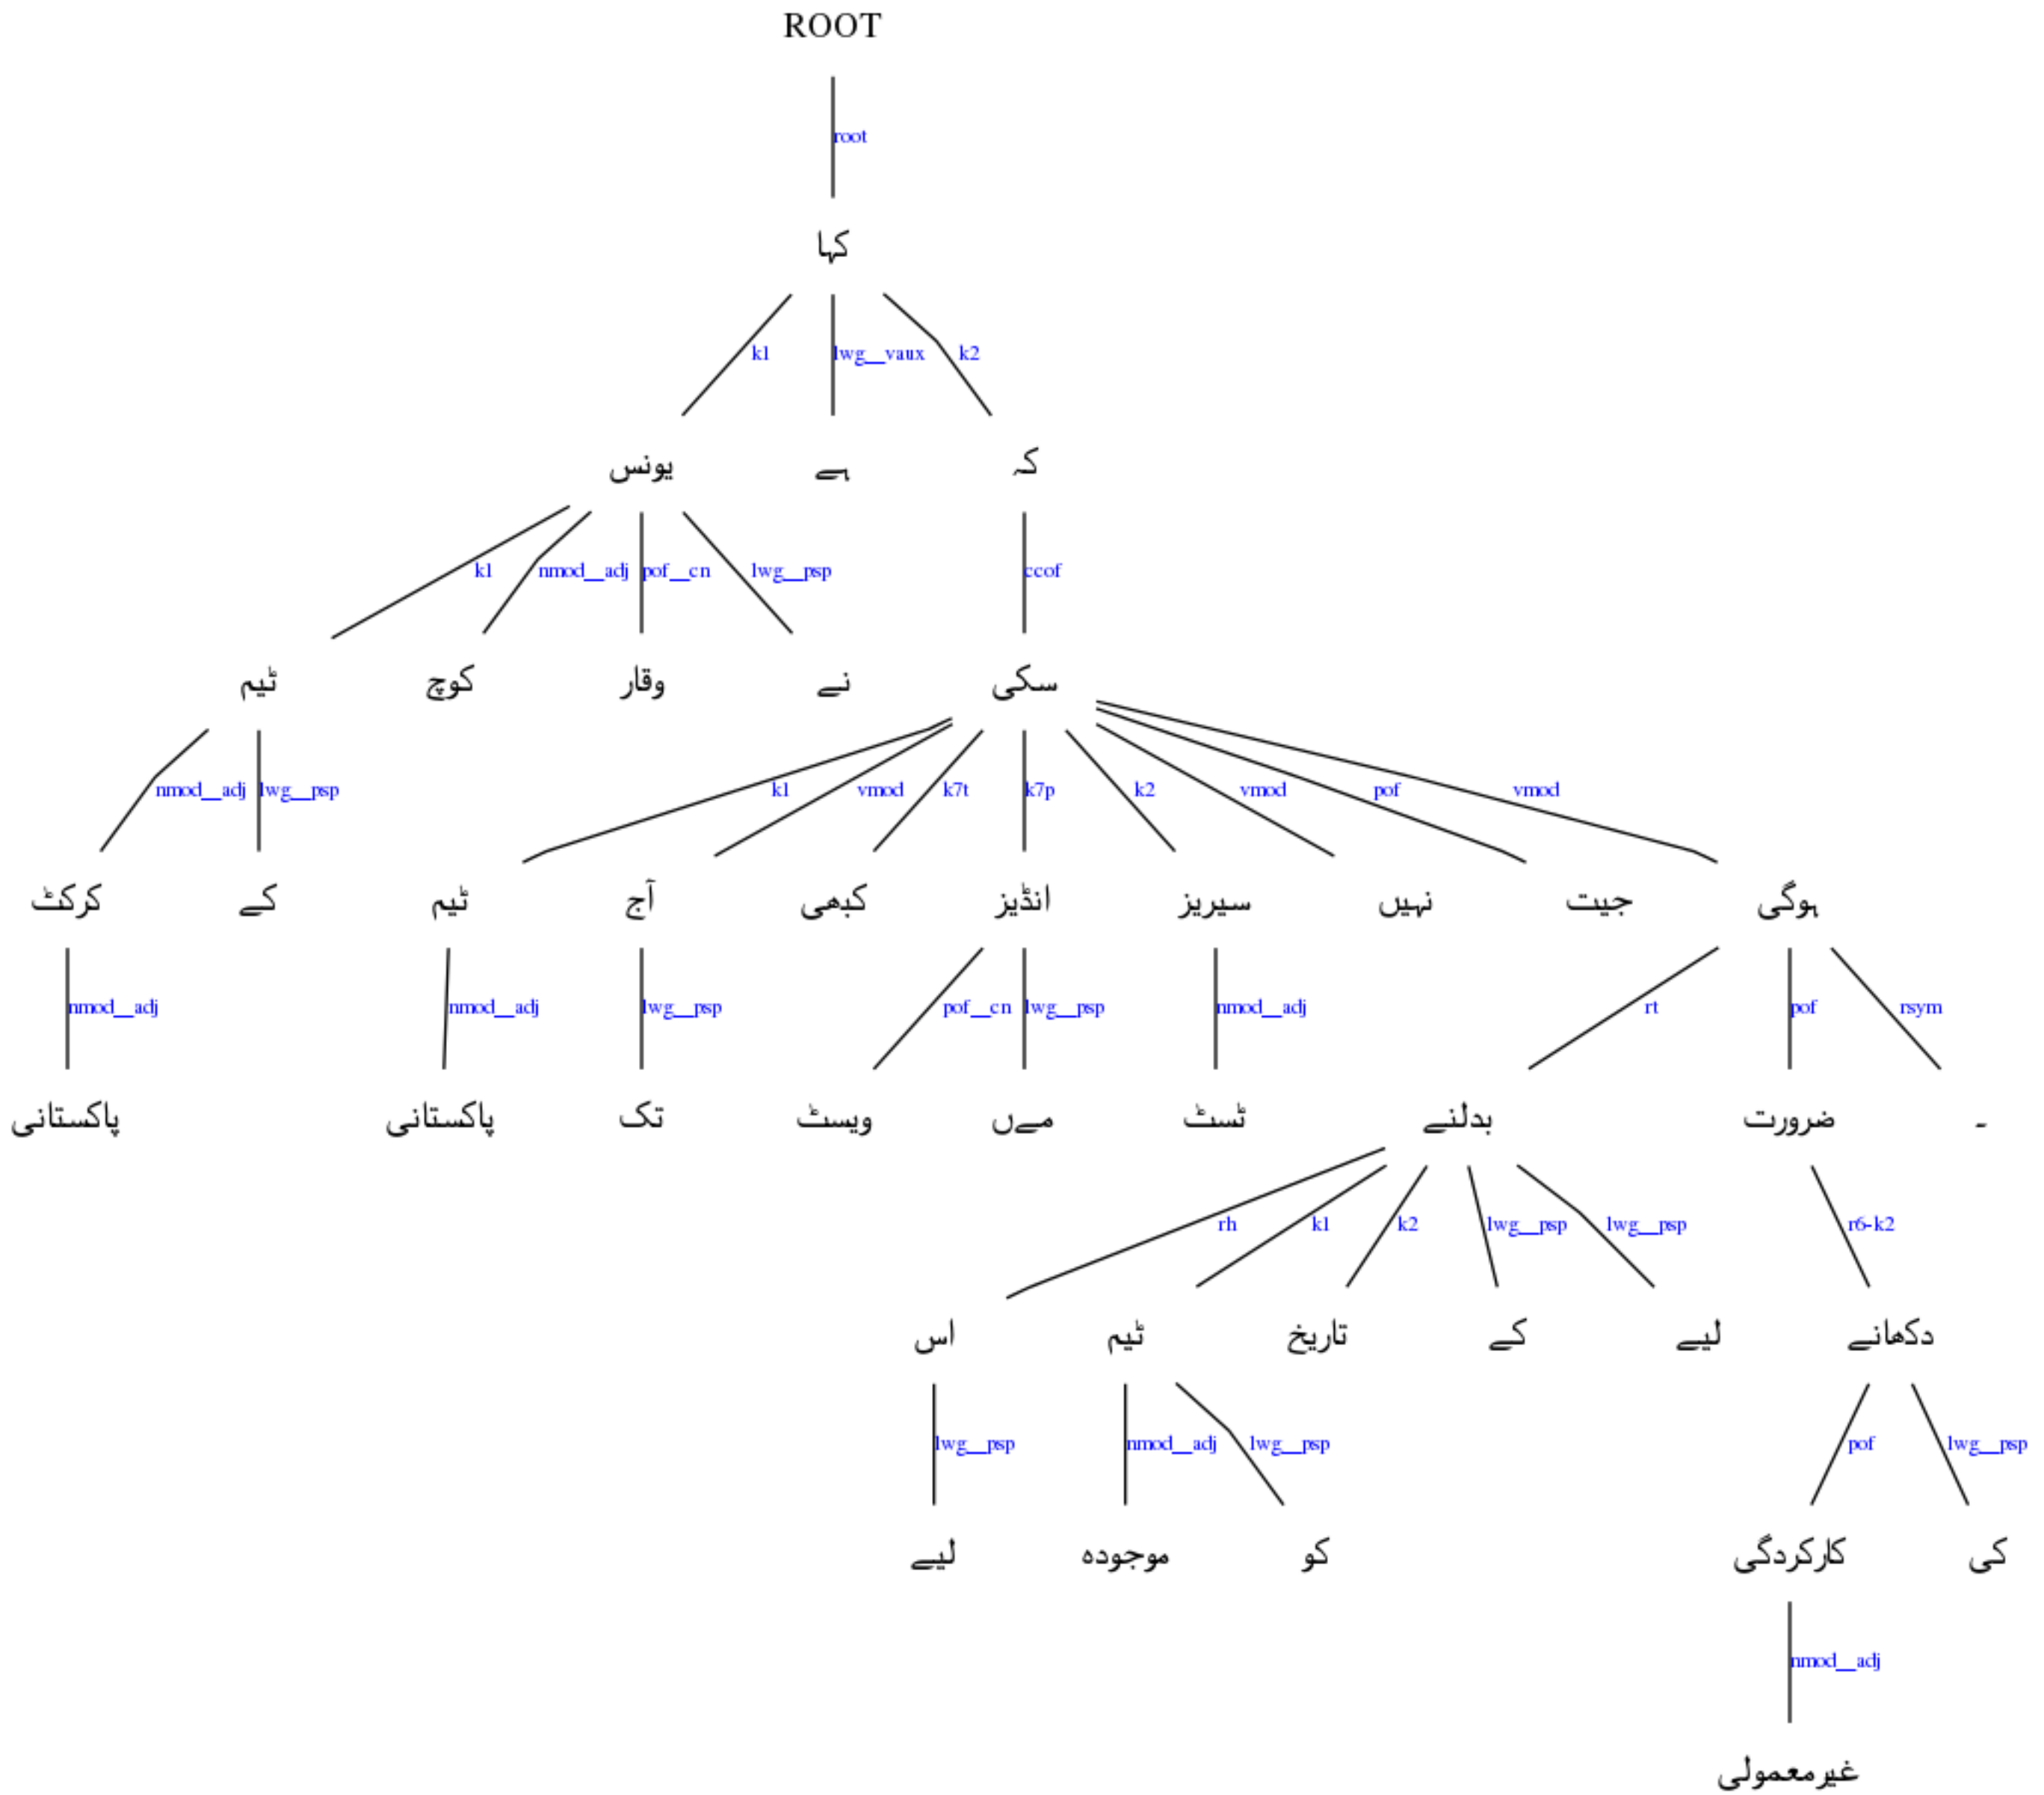 ROOT
root
کہا
k1 lwg__vaux k2
یونس ہے کہ
k1 nmod__adj pof__cn lwg__psp ccof
ٹیم کوچ وقار نے سکی
nmod__adj lwg__psp k1 vmod k7t k7p k2 vmod pof vmod
کرکٹ کے ٹیم آج کبھی انڈیز سیریز نہیں جیت ہوگی
nmod__adj nmod__adj lwg__psp pof__cn lwg__psp nmod__adj rt pof rsym
پاکستانی پاکستانی تک ویسٹ مےں ٹسٹ بدلنے ضرورت ۔
rh k1 k2 lwg__psp lwg__psp r6-k2
اس ٹیم تاریخ کے لیے دکھانے
lwg__psp nmod__adj lwg__psp pof lwg__psp
لیے موجودہ کو کارکردگی کی
nmod__adj
غیرمعمولی